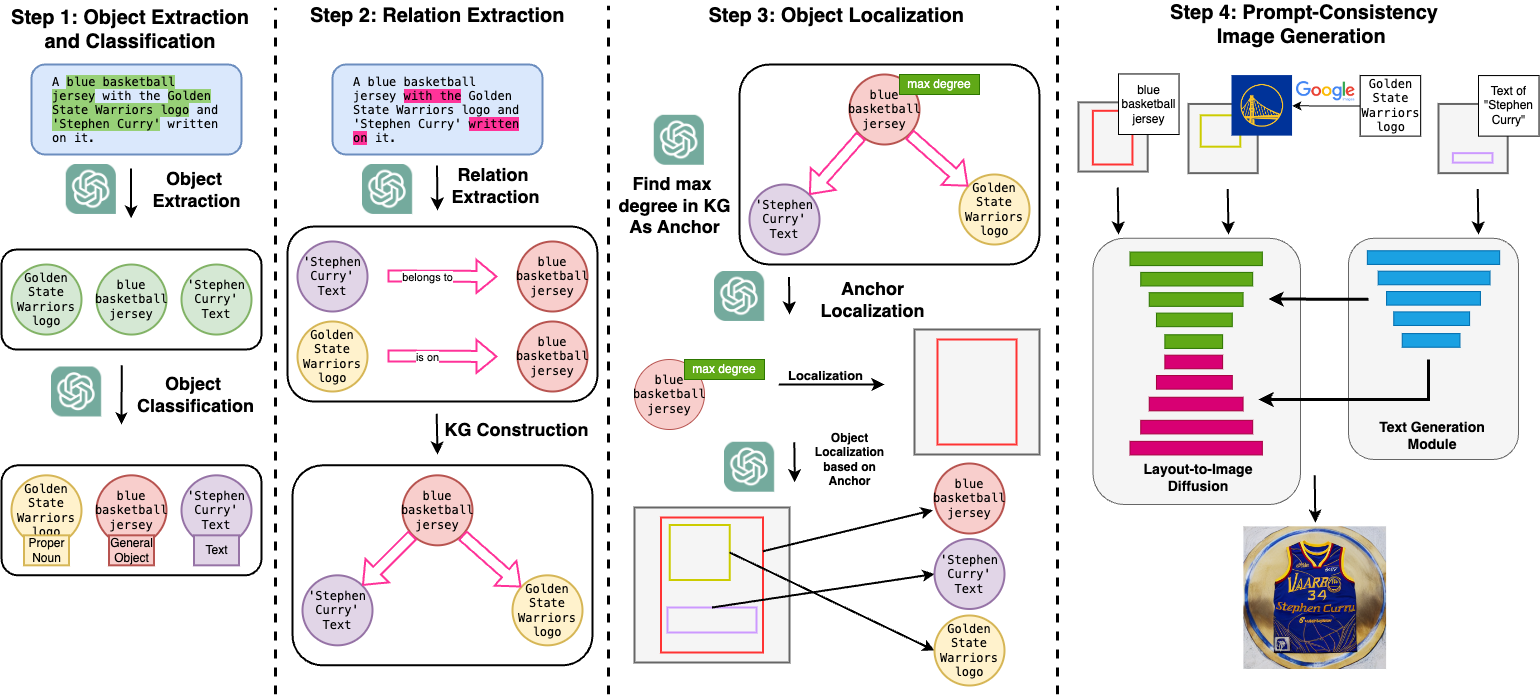 Step 1: Object Extraction
and Classification
A blue basketball
jersey with the Golden
State Warriors logo and
'Stephen Curry' written
on it.
Object
Extraction
Golden
State
Warriors
logo
blue
basketball
jersey
'Stephen
Curry'
Text
Object
Classification
Golden
State
Warriors
logo
Proper
Noun
blue
basketball
jersey
General
Object
'Stephen
Curry'
Text
Text
Step 2: Relation Extraction
A blue basketball
jersey with the Golden
State Warriors logo and
'Stephen Curry' written
on it.
Relation
Extraction
'Stephen
Curry'
Text
belongs to
blue
basketball
jersey
Golden
State
Warriors
logo
is on
blue
basketball
jersey
KG Construction
blue
basketball
jersey
'Stephen
Curry'
Text
Golden
State
Warriors
logo
Step 3: Object Localization
Find max
degree in KG
As Anchor
max degree
blue
basketball
jersey
'Stephen
Curry'
Text
Golden
State
Warriors
logo
Anchor
Localization
max degree
blue
basketball
jersey
Localization
Object
Localization
based on
Anchor
blue
basketball
jersey
'Stephen
Curry'
Text
Golden
State
Warriors
logo
Step 4: Prompt-Consistency
Image Generation
blue
basketball
jersey
Google
Golden
State
Warriors
logo
Text of
"Stephen
Curry"
Layout-to-Image
Diffusion
Text Generation
Module
34
Stephen Curru